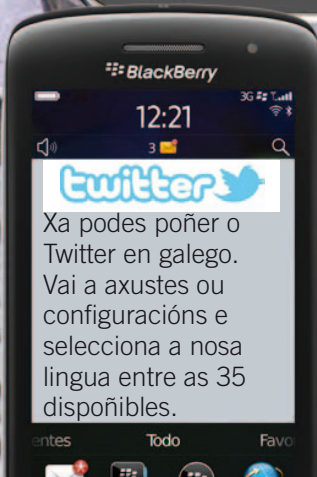 BlackBerry
3G
12:21
3
twitter
Xa podes poñer o
Twitter en galego.
Vai a axustes ou
configuracións e
selecciona a nosa
lingua entre as 35
dispoñibles.
entes Todo Favo